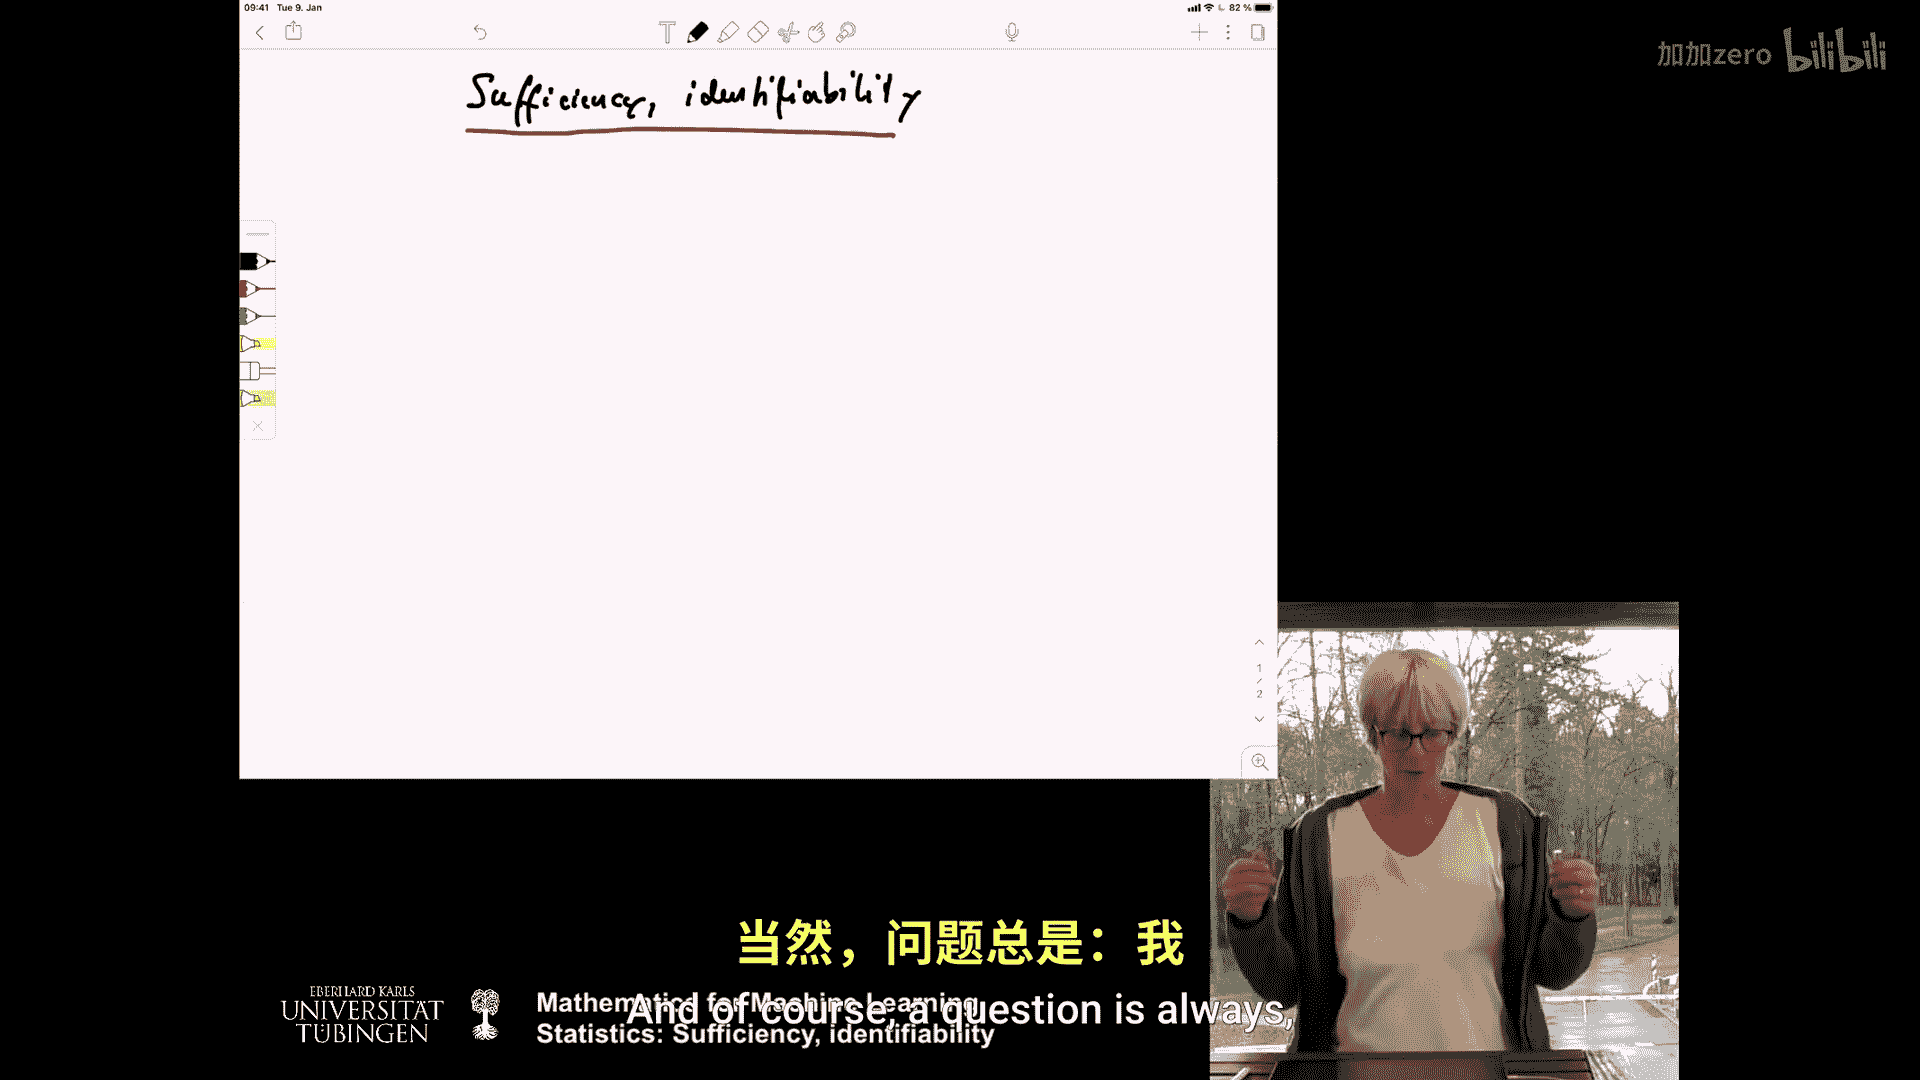 09:41 Tue 9. Jan
82 %
T
Sufficiency, identifiability
加加zero bilibili
1
/
2
当然，问题总是：我
And of course, a question is always,
EBERHARD KARLS
UNIVERSITÄT
TÜBINGEN
Mathematics for Machine Learning
Statistics: Sufficiency, identifiability